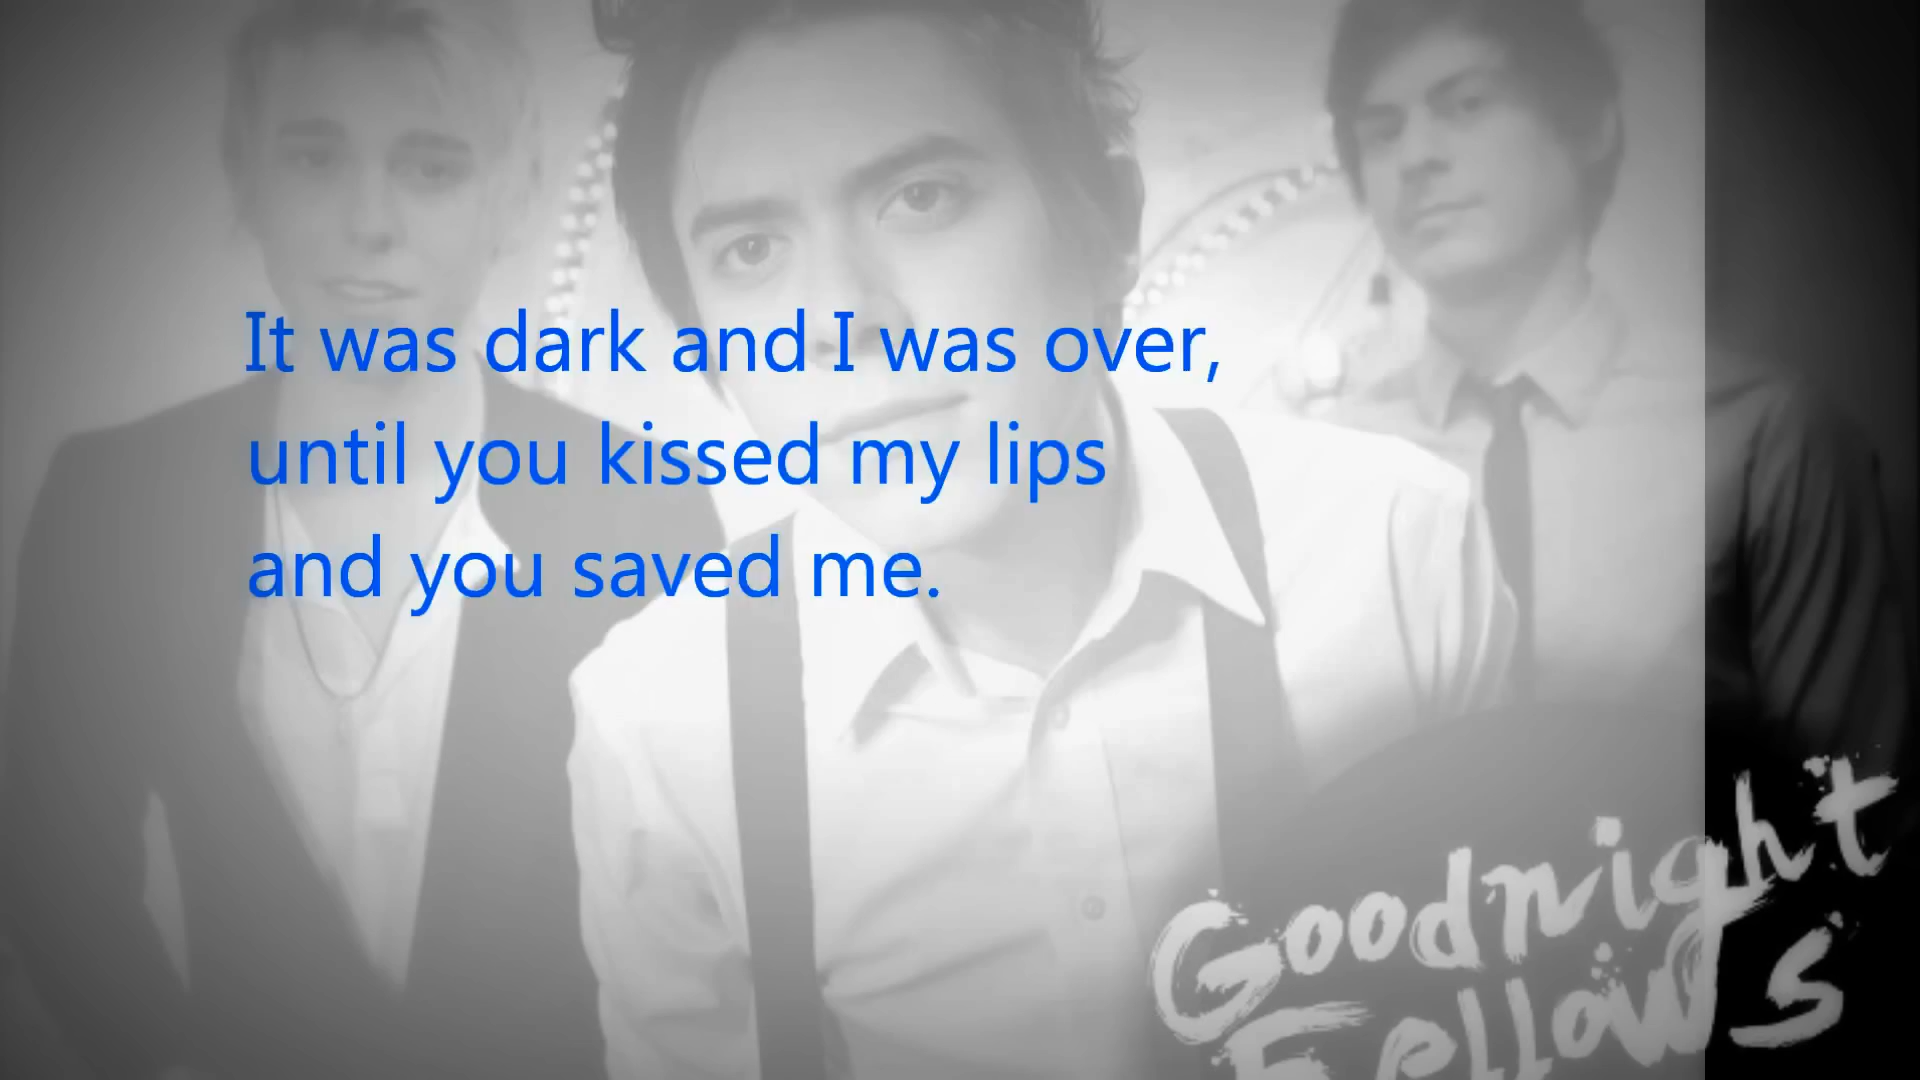 It was dark and I was over,
until you kissed my lips
and you saved me.
Goodnight
Fellows